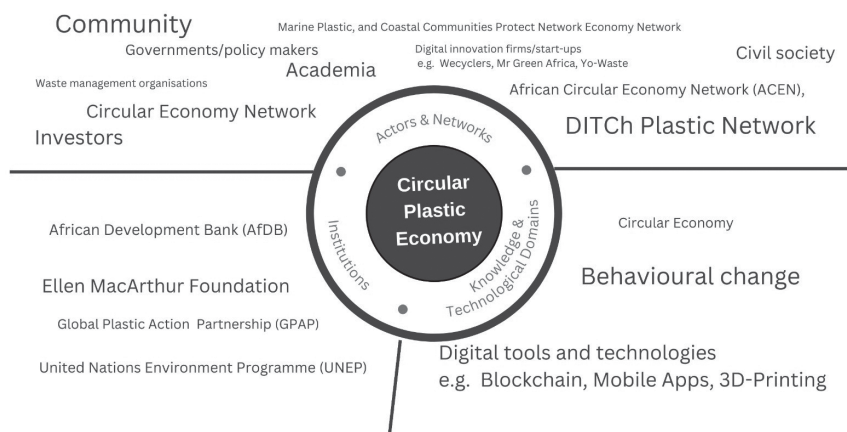 Community
Marine Plastic, and Coastal Communities Protect Network Economy Network
Governments/policy makers
Digital innovation firms/start-ups
e.g. Wecyclers, Mr Green Africa, Yo-Waste
Civil society
Academia
Waste management organisations
African Circular Economy Network (ACEN),
Circular Economy Network
DITCh Plastic Network
Investors
Actors & Networks
Circular
Plastic
Economy
Institutions
Knowledge &
Technological Domains
African Development Bank (AfDB)
Ellen MacArthur Foundation
Global Plastic Action Partnership (GPAP)
United Nations Environment Programme (UNEP)
Circular Economy
Behavioural change
Digital tools and technologies
e.g. Blockchain, Mobile Apps, 3D-Printing